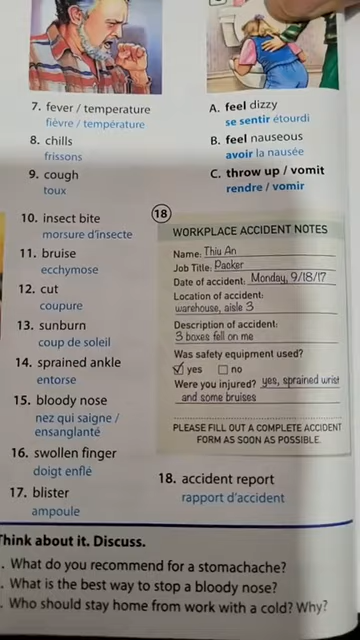 7. fever / temperature
fièvre / température
8. chills
frissons
9. cough
toux
A. feel dizzy
se sentir étourdi
B. feel nauseous
avoir la nausée
C. throw up / vomit
rendre / vomir
10. insect bite
morsure d'insecte
11. bruise
ecchymose
12. cut
coupure
13. sunburn
coup de soleil
14. sprained ankle
entorse
15. bloody nose
nez qui saigne /
ensanglanté
16. swollen finger
doigt enflé
17. blister
ampoule
18
WORKPLACE ACCIDENT NOTES
Name: Thiu An
Job Title: Packer
Date of accident: Monday, 9/18/17
Location of accident:
warehouse, aisle 3
Description of accident:
3 boxes fell on me
Was safety equipment used?
yes no
Were you injured? yes, sprained wrist
and some bruises
PLEASE FILL OUT A COMPLETE ACCIDENT
FORM AS SOON AS POSSIBLE.
18. accident report
rapport d'accident
Think about it. Discuss.
. What do you recommend for a stomachache?
. What is the best way to stop a bloody nose?
. Who should stay home from work with a cold? Why?